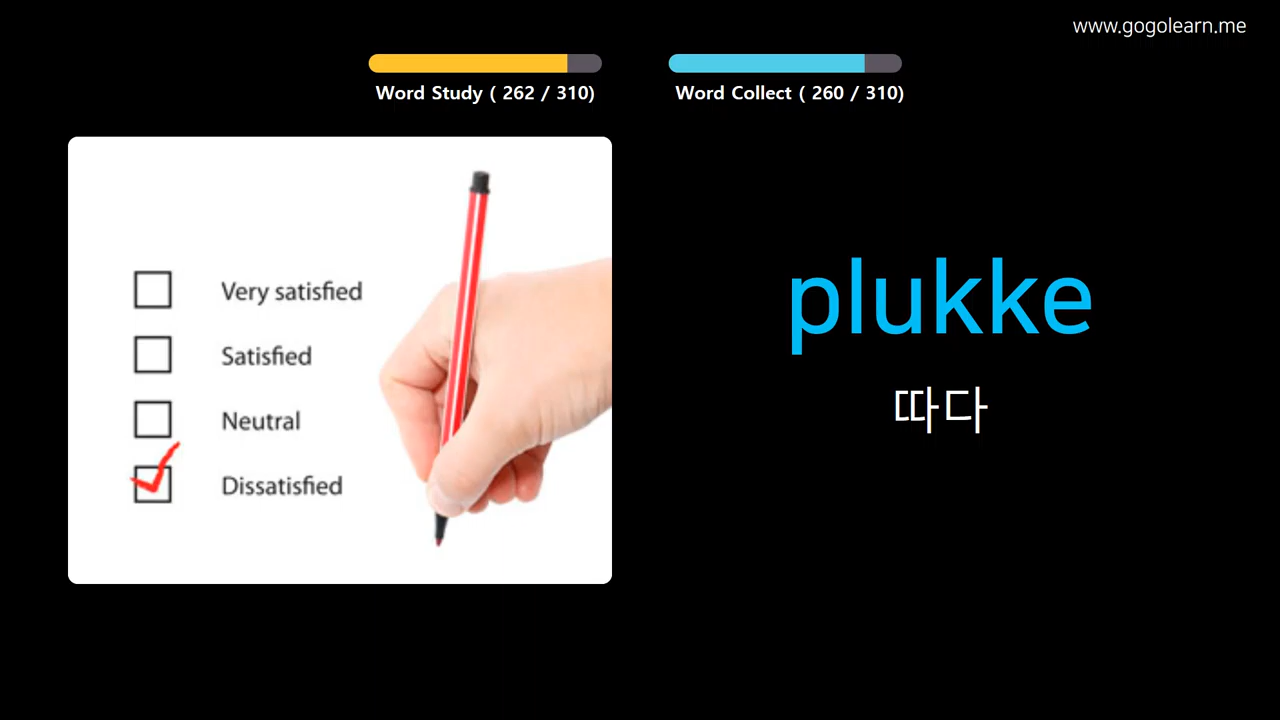 www.gogolearn.me
Word Study ( 262 / 310)
Word Collect ( 260 / 310)
Very satisfied
Satisfied
Neutral
Dissatisfied
plukke
따다